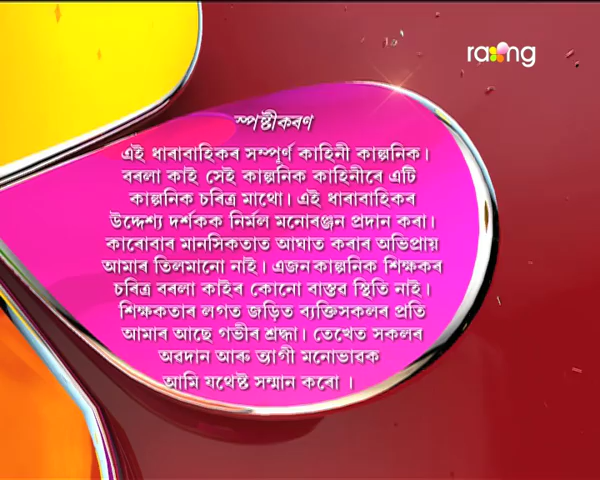 rang
স্পষ্টীকৰণ
এই ধাৰাবাহিকৰ সম্পূৰ্ণ কাহিনী কাল্পনিক।
বৰলা কাই সেই কাল্পনিক কাহিনীৰে এটি
কাল্পনিক চৰিত্ৰ মাথো। এই ধাৰাবাহিকৰ
উদ্দেশ্য দৰ্শকক নিৰ্মল মনোৰঞ্জন প্ৰদান কৰা।
কাৰোবাৰ মানসিকতাত আঘাত কৰাৰ অভিপ্ৰায়
আমাৰ তিলমানো নাই। এজন কাল্পনিক শিক্ষকৰ
চৰিত্ৰ বৰলা কাইৰ কোনো বাস্তৱ স্থিতি নাই।
শিক্ষকতাৰ লগত জড়িত ব্যক্তিসকলৰ প্ৰতি
আমাৰ আছে গভীৰ শ্ৰদ্ধা। তেখেত সকলৰ
অৱদান আৰু ত্যাগী মনোভাৱক
আমি যথেষ্ট সন্মান কৰো ।